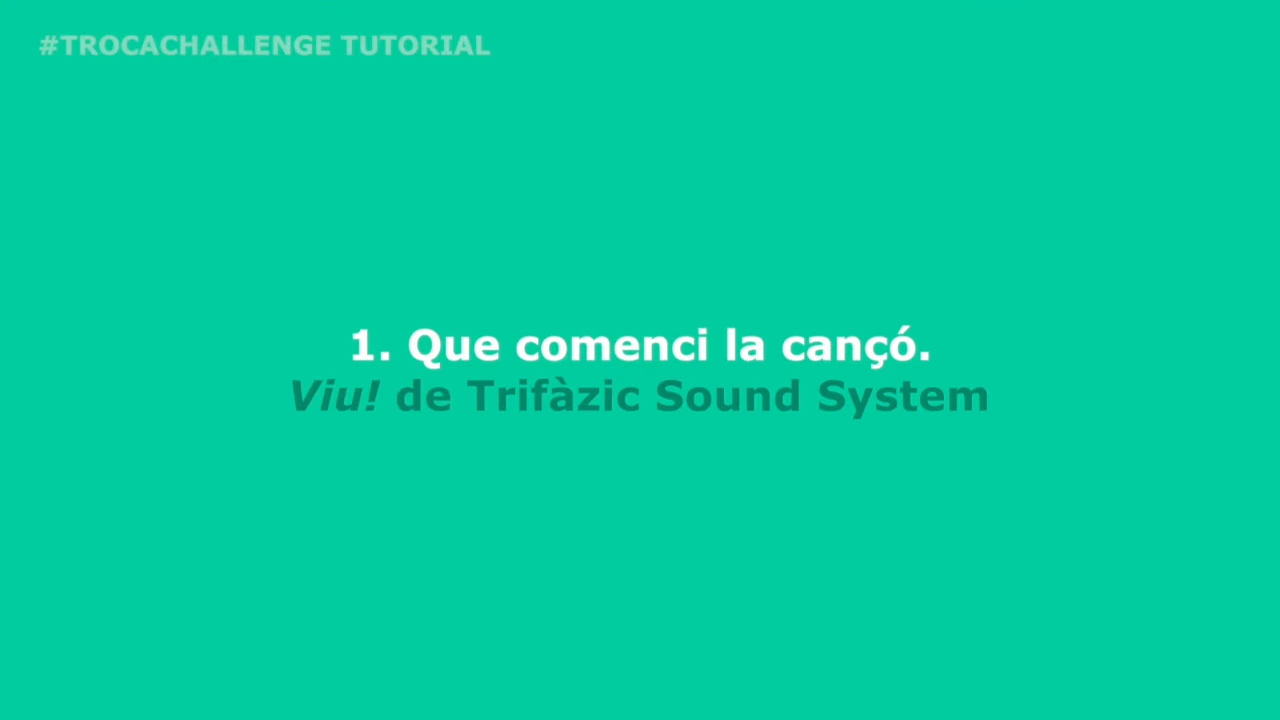 #TROCACHALLENGE TUTORIAL
1. Que comenci la cançó.
Viu! de Trifàzic Sound System